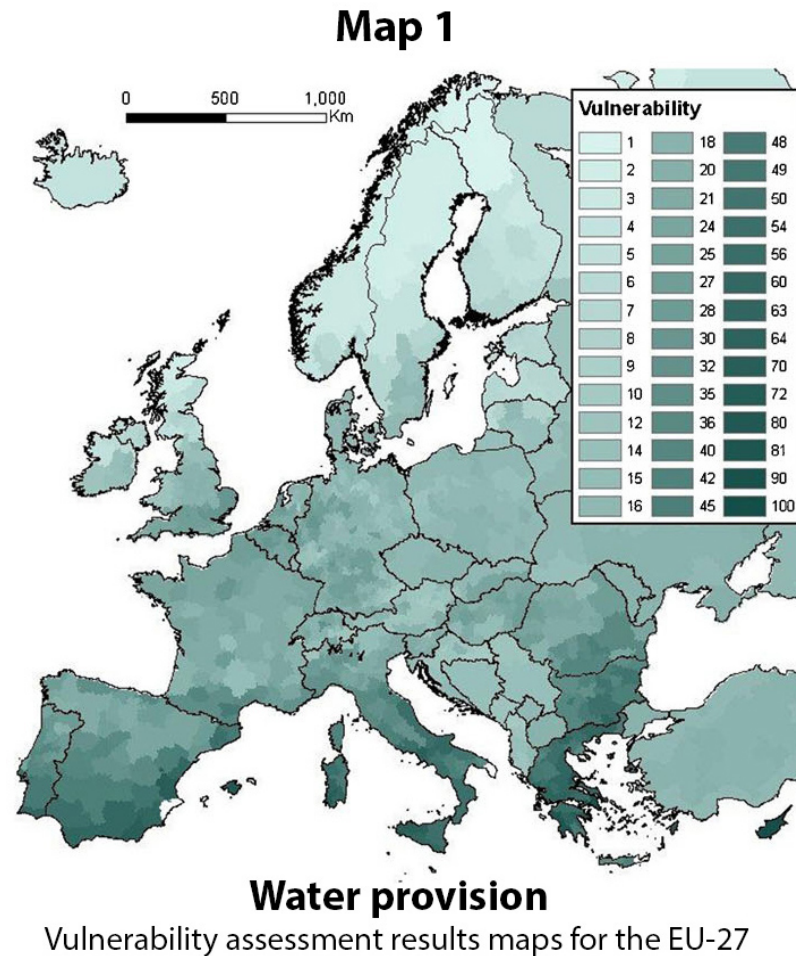 Map 1
0 500 1,000
Km
Vulnerability
1 18 48
2 20 49
3 21 50
4 24 54
5 25 56
6 27 60
7 28 63
8 30 64
9 32 70
10 35 72
12 36 80
14 40 81
15 42 90
16 45 100
Water provision
Vulnerability assessment results maps for the EU-27